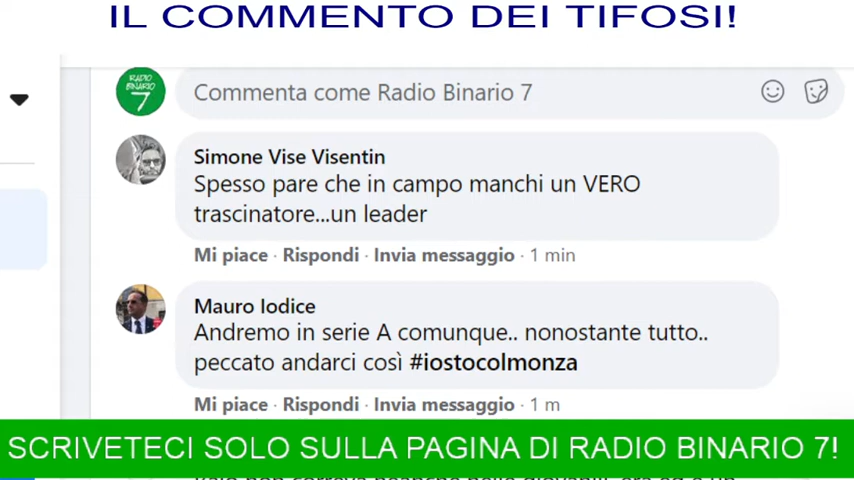 IL COMMENTO DEI TIFOSI!
RADIO
BINARIO
7
Commenta come Radio Binario 7
Simone Vise Visentin
Spesso pare che in campo manchi un VERO
trascinatore...un leader
Mi piace · Rispondi · Invia messaggio · 1 min
Mauro Iodice
Andremo in serie A comunque.. nonostante tutto..
peccato andarci così #iostocolmonza
Mi piace · Rispondi · Invia messaggio · 1 m
SCRIVETECI SOLO SULLA PAGINA DI RADIO BINARIO 7!